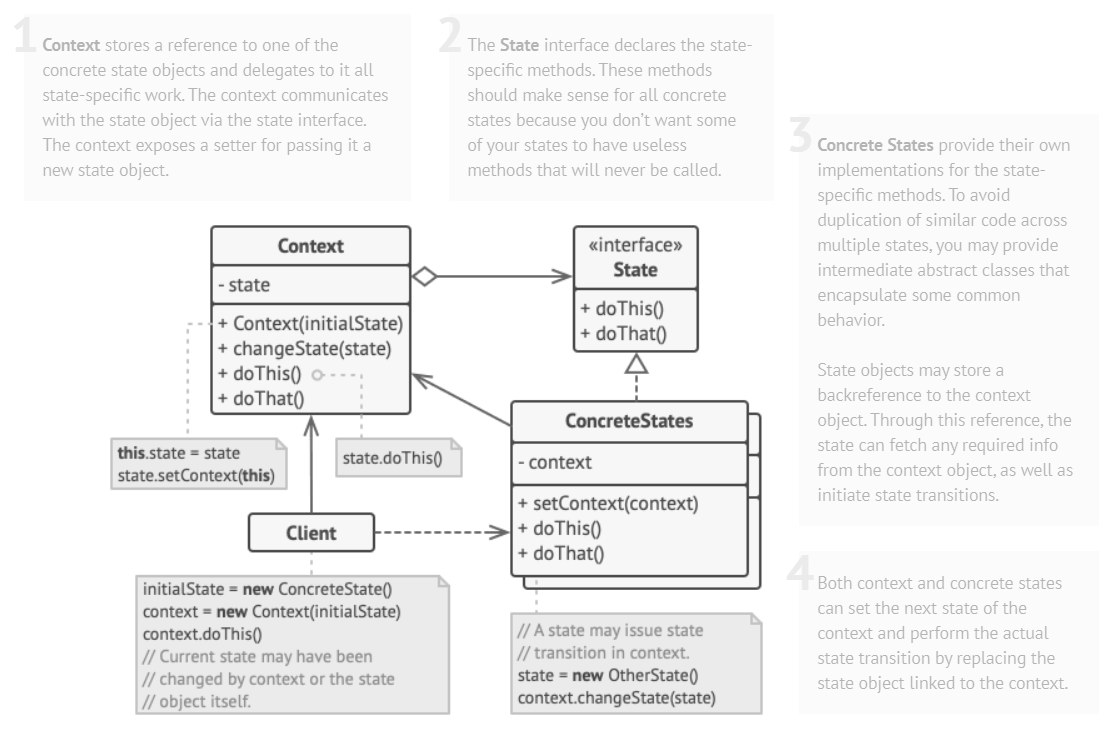 1
Context stores a reference to one of the
concrete state objects and delegates to it all
state-specific work. The context communicates
with the state object via the state interface.
The context exposes a setter for passing it a
new state object.
2
The State interface declares the state-
specific methods. These methods
should make sense for all concrete
states because you don't want some
of your states to have useless
methods that will never be called.
3
Concrete States provide their own
implementations for the state-
specific methods. To avoid
duplication of similar code across
multiple states, you may provide
intermediate abstract classes that
encapsulate some common
behavior.
State objects may store a
backreference to the context
object. Through this reference, the
state can fetch any required info
from the context object, as well as
initiate state transitions.
Context
- state
+ Context(initialState)
+ changeState(state)
+ doThis()
+ doThat()
«interface»
State
+ doThis()
+ doThat()
this.state = state
state.setContext(this)
state.doThis()
ConcreteStates
- context
+ setContext(context)
+ doThis()
+ doThat()
Client
initialState = new ConcreteState()
context = new Context(initialState)
context.doThis()
// Current state may have been
// changed by context or the state
// object itself.
// A state may issue state
// transition in context.
state = new OtherState()
context.changeState(state)
4
Both context and concrete states
can set the next state of the
context and perform the actual
state transition by replacing the
state object linked to the context.